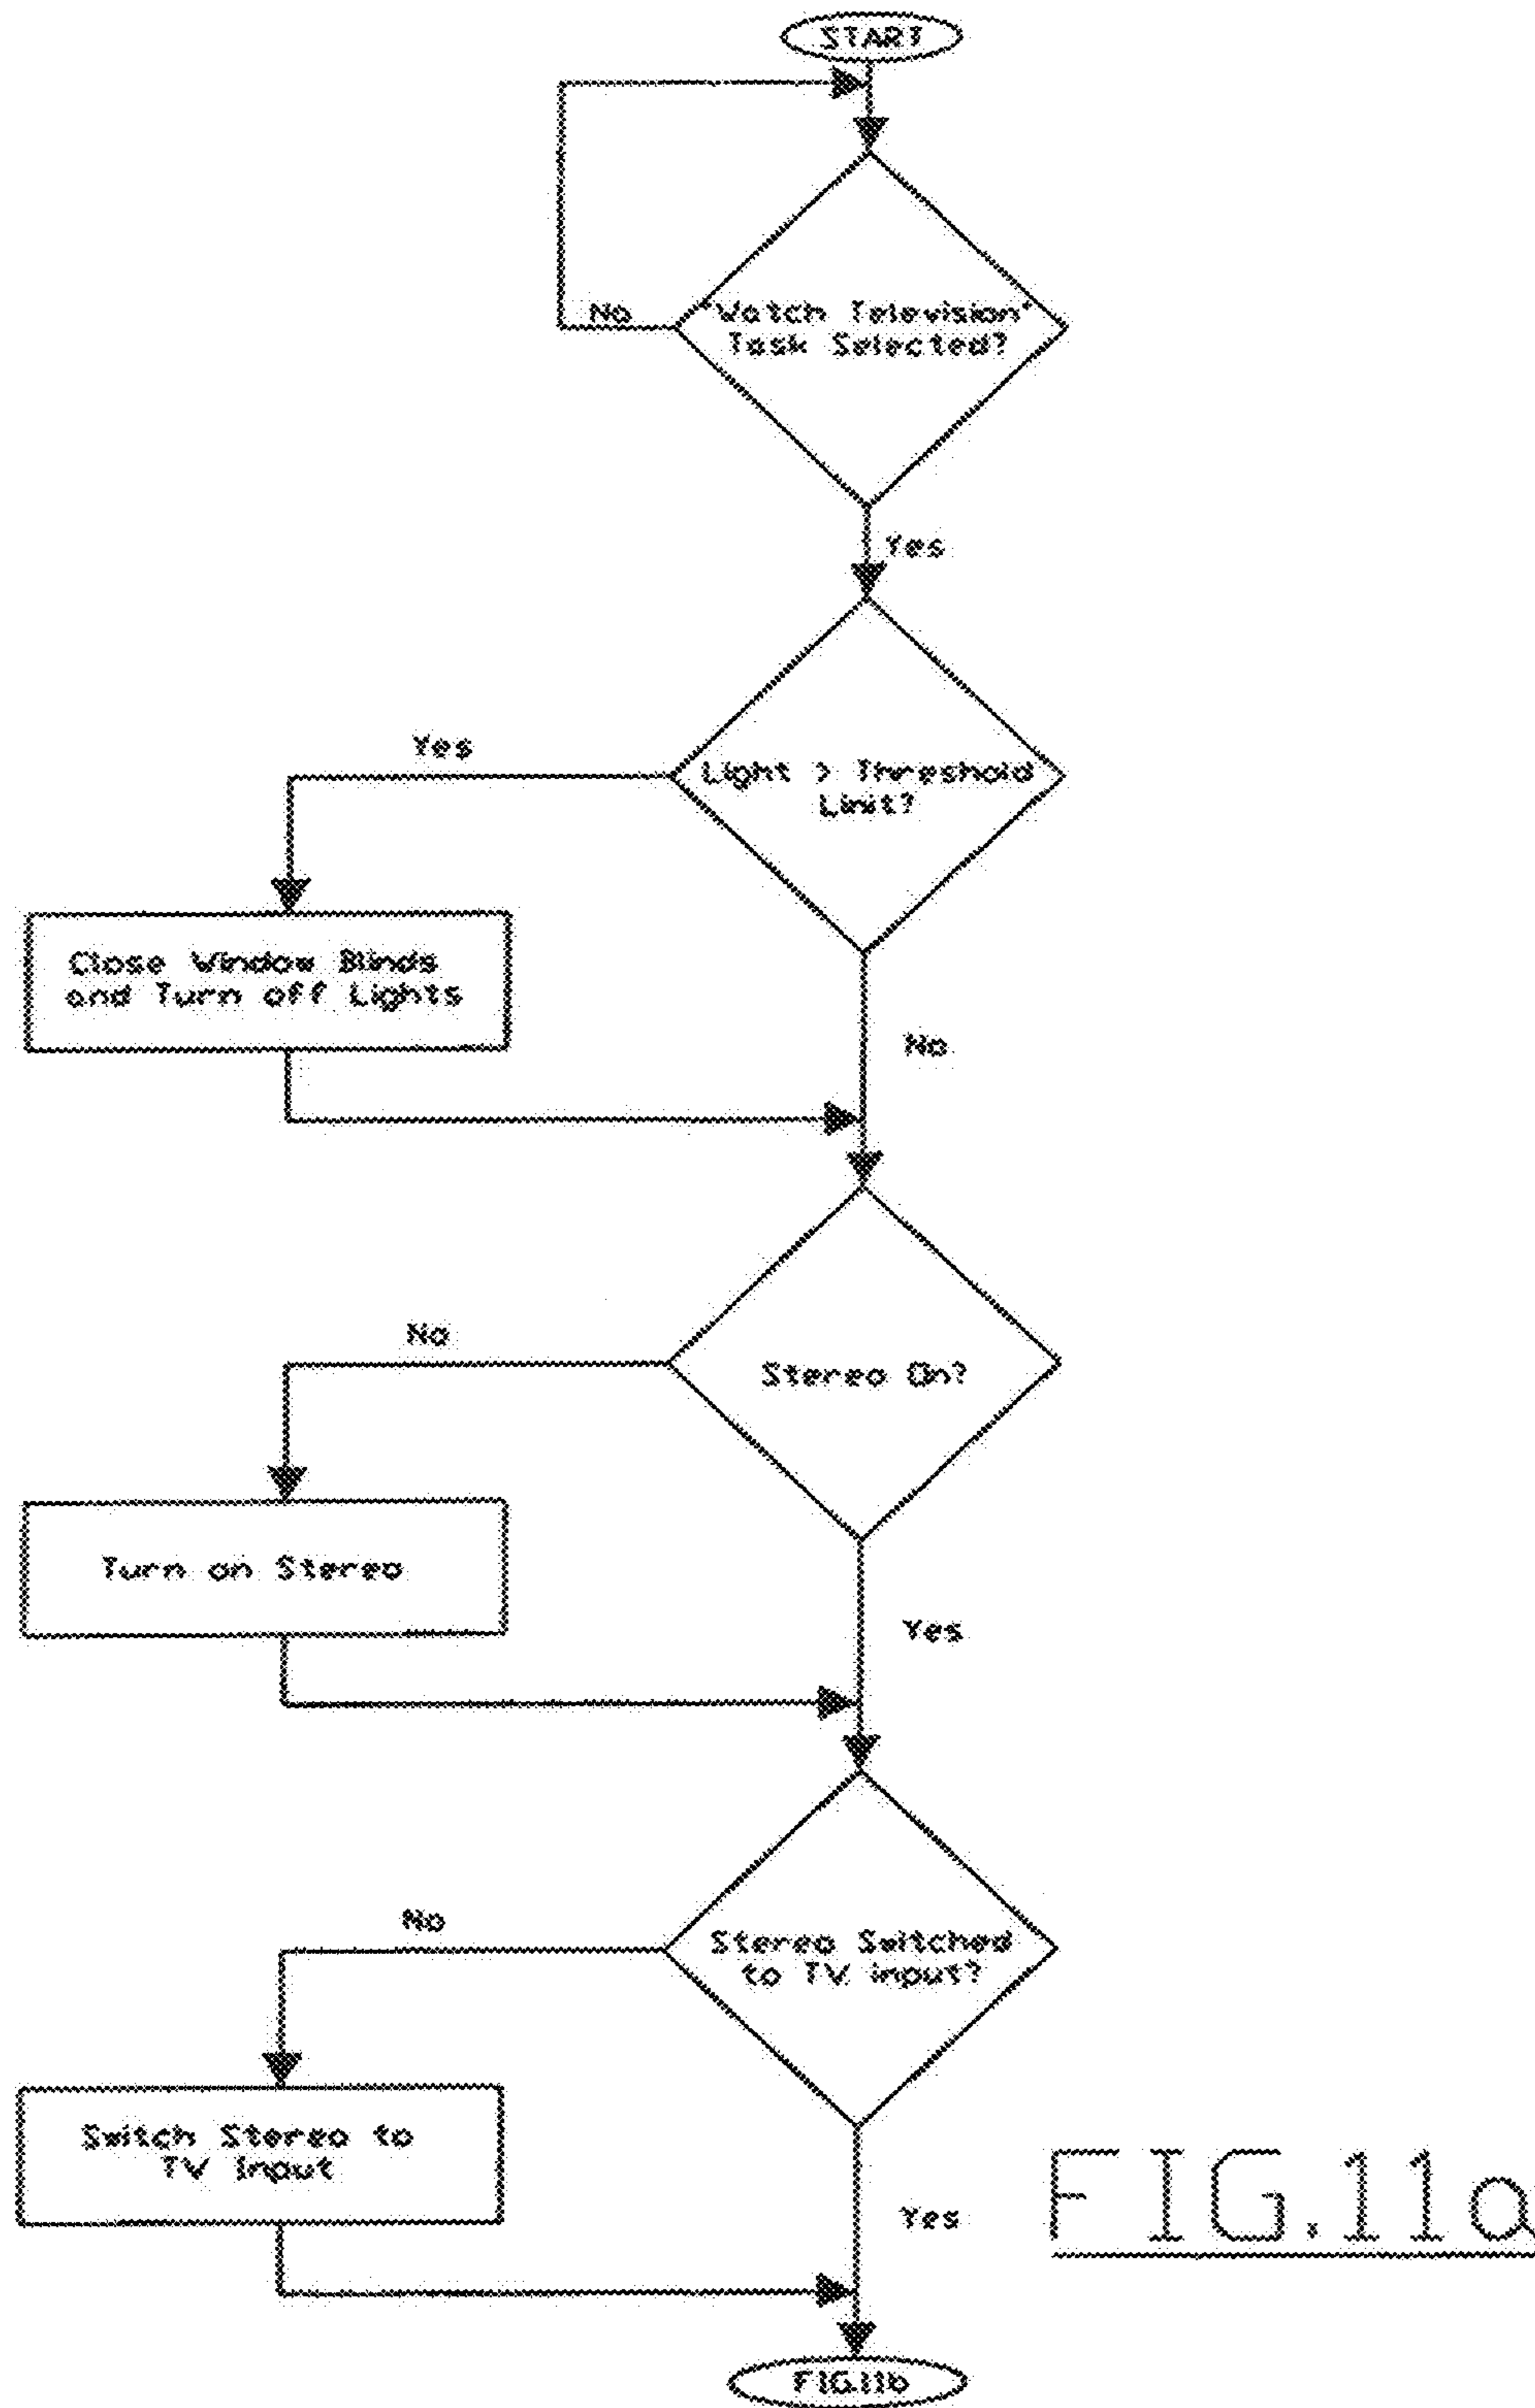 START
No
"Watch Television"
Task Selected?
Yes
Yes
Light > Threshold
Limit?
Close Window Blinds
and Turn off Lights
No
No
Stereo On?
Turn on Stereo
Yes
No
Stereo Switched
to TV input?
Switch Stereo to
TV Input
Yes
FIG.11a
FIG.11b